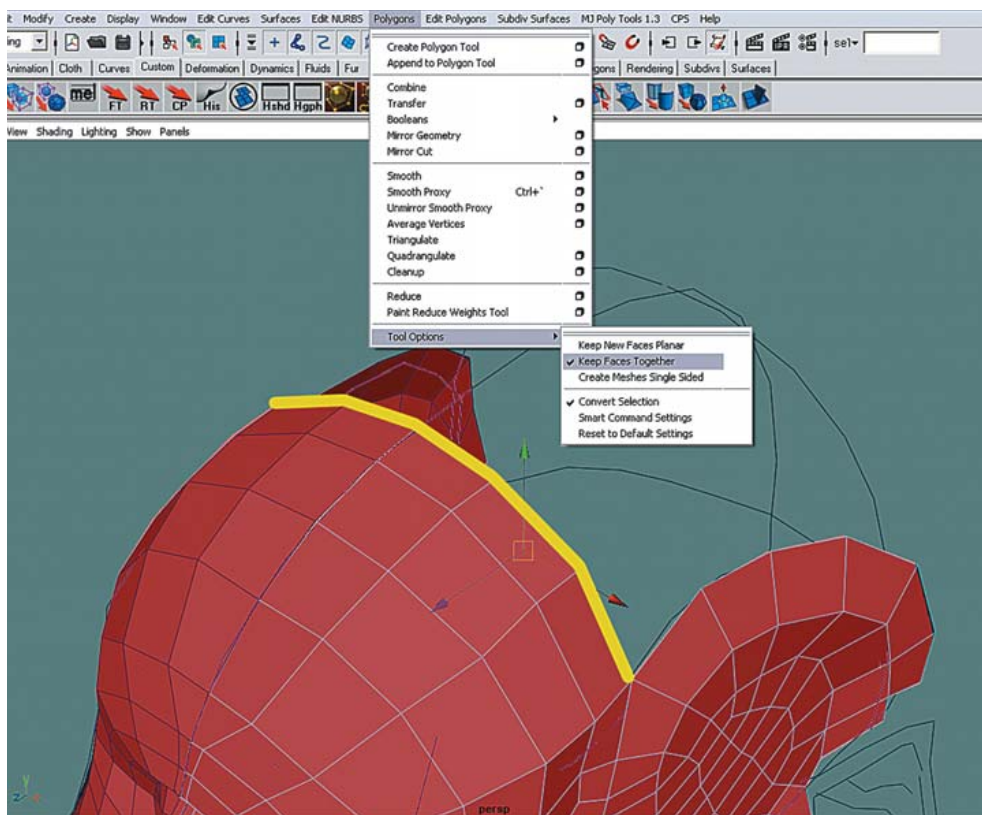 it Modify Create Display Window Edit Curves Surfaces Edit NURBS Polygons Edit Polygons Subdiv Surfaces MJ Poly Tools 1.3 CPS Help
ing sel
Animation Cloth Curves Custom Deformation Dynamics Fluids Fur gons Rendering Subdivs Surfaces
mel FT RT CP His Hshd Hgph
View Shading Lighting Show Panels
Create Polygon Tool
Append to Polygon Tool
Combine
Transfer
Booleans
Mirror Geometry
Mirror Cut
Smooth
Smooth Proxy Ctrl+`
Unmirror Smooth Proxy
Average Vertices
Triangulate
Quadrangulate
Cleanup
Reduce
Paint Reduce Weights Tool
Tool Options
Keep New Faces Planar
Keep Faces Together
Create Meshes Single Sided
Convert Selection
Smart Command Settings
Reset to Default Settings
y
z x
persp